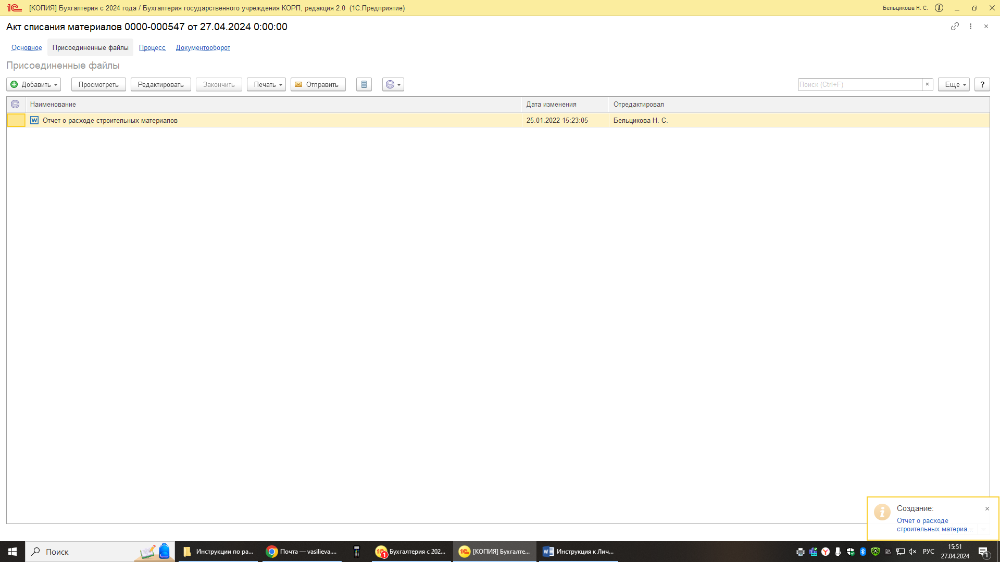 [КОПИЯ] Бухгалтерия с 2024 года / Бухгалтерия государственного учреждения КОРП, редакция 2.0 (1С:Предприятие)
Бельцикова Н. С.
Акт списания материалов 0000-000547 от 27.04.2024 0:00:00
Основное Присоединенные файлы Процесс Документооборот
Присоединенные файлы
Добавить Просмотреть Редактировать Закончить Печать Отправить Поиск (Ctrl+F) × Еще ?
Наименование Дата изменения Отредактировал
Отчет о расходе строительных материалов 25.01.2022 15:23:05 Бельцикова Н. С.
Создание:
Отчет о расходе
строительных материа...
Поиск
Инструкции по ра...
Почта — vasilieva....
1
Бухгалтерия с 202...
[КОПИЯ] Бухгалте...
Инструкция к Лич...
РУС
15:51
27.04.2024
1